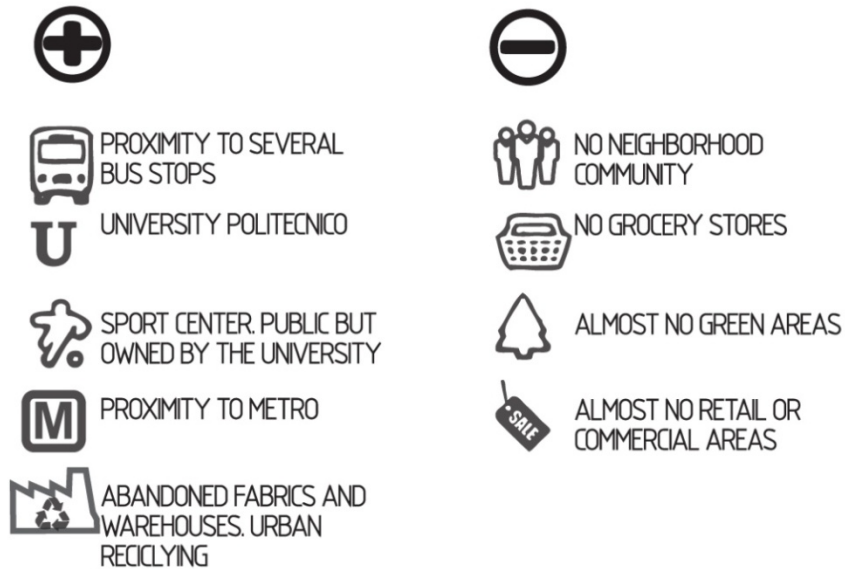 PROXIMITY TO SEVERAL
BUS STOPS
U
UNIVERSITY POLITECNICO
SPORT CENTER. PUBLIC BUT
OWNED BY THE UNIVERSITY
M
PROXIMITY TO METRO
ABANDONED FABRICS AND
WAREHOUSES. URBAN
RECICLYING
NO NEIGHBORHOOD
COMMUNITY
NO GROCERY STORES
ALMOST NO GREEN AREAS
SALE
ALMOST NO RETAIL OR
COMMERCIAL AREAS